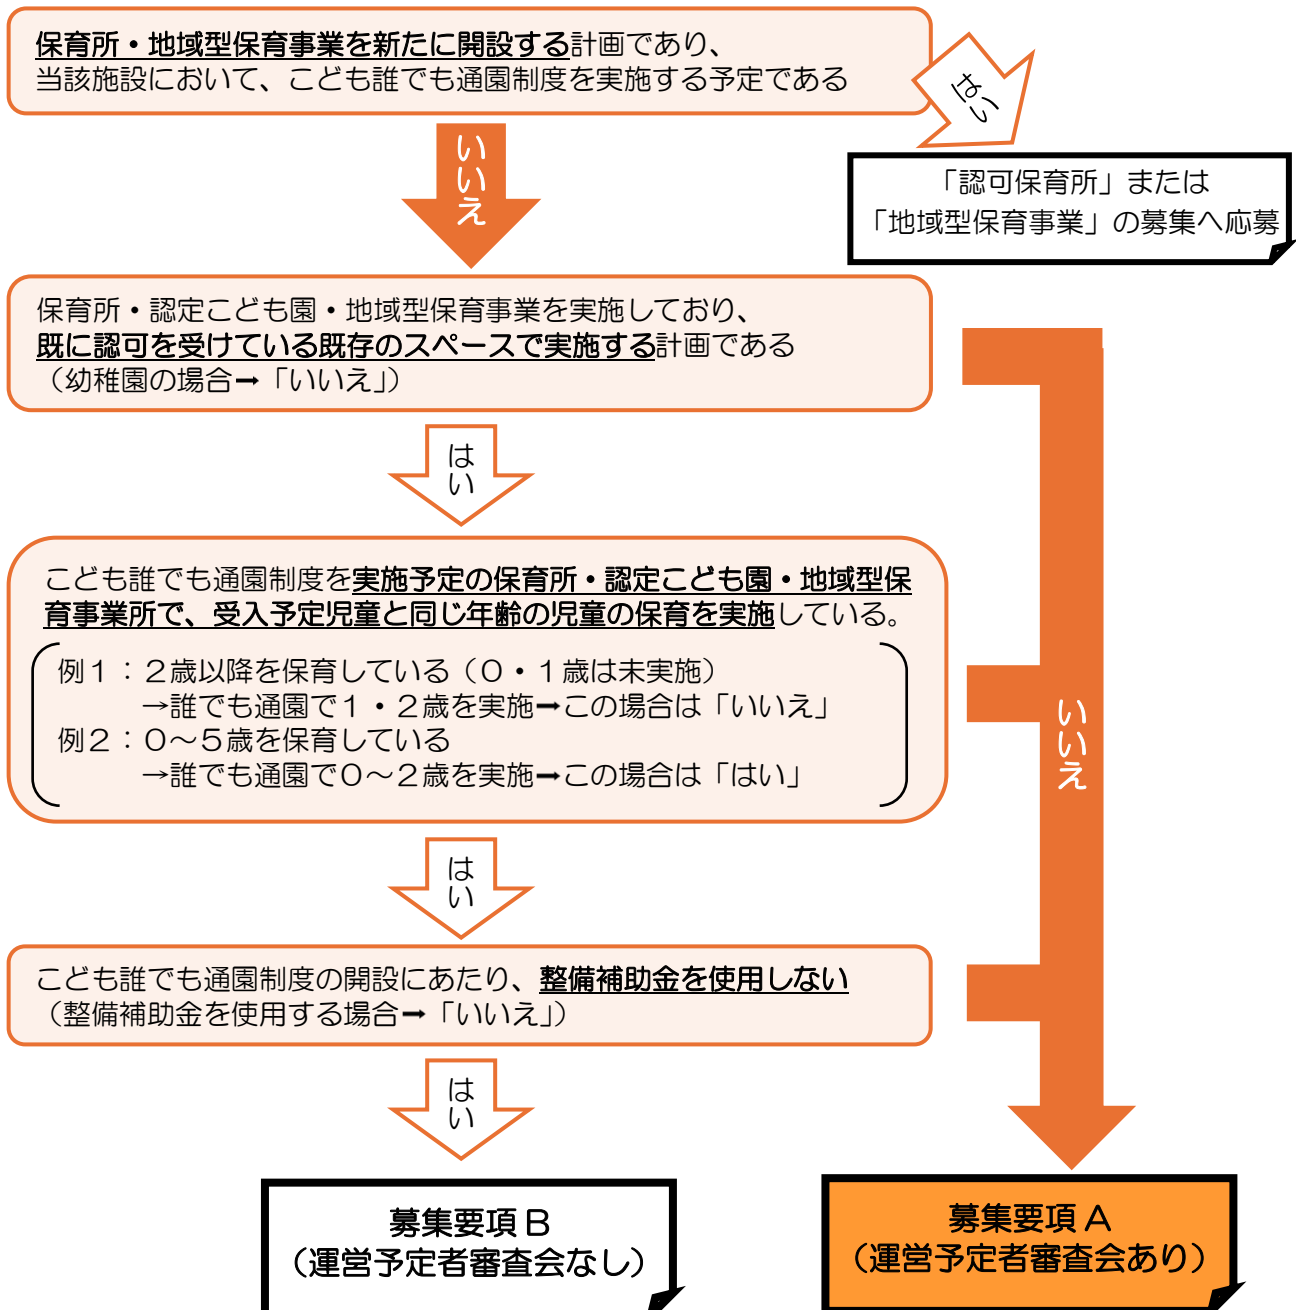 保育所・地域型保育事業を新たに開設する計画であり、
当該施設において、こども誰でも通園制度を実施する予定である
はい
いいえ
「認可保育所」または
「地域型保育事業」の募集へ応募
保育所・認定こども園・地域型保育事業を実施しており、
既に認可を受けている既存のスペースで実施する計画である
（幼稚園の場合➡「いいえ」）
はい
こども誰でも通園制度を実施予定の保育所・認定こども園・地域型保
育事業所で、受入予定児童と同じ年齢の児童の保育を実施している。
例１：２歳以降を保育している（０・１歳は未実施）
→誰でも通園で１・２歳を実施➡この場合は「いいえ」
例２：０～５歳を保育している
→誰でも通園で０～２歳を実施➡この場合は「はい」
いいえ
はい
こども誰でも通園制度の開設にあたり、整備補助金を使用しない
（整備補助金を使用する場合➡「いいえ」）
はい
募集要項Ｂ
（運営予定者審査会なし）
募集要項Ａ
（運営予定者審査会あり）